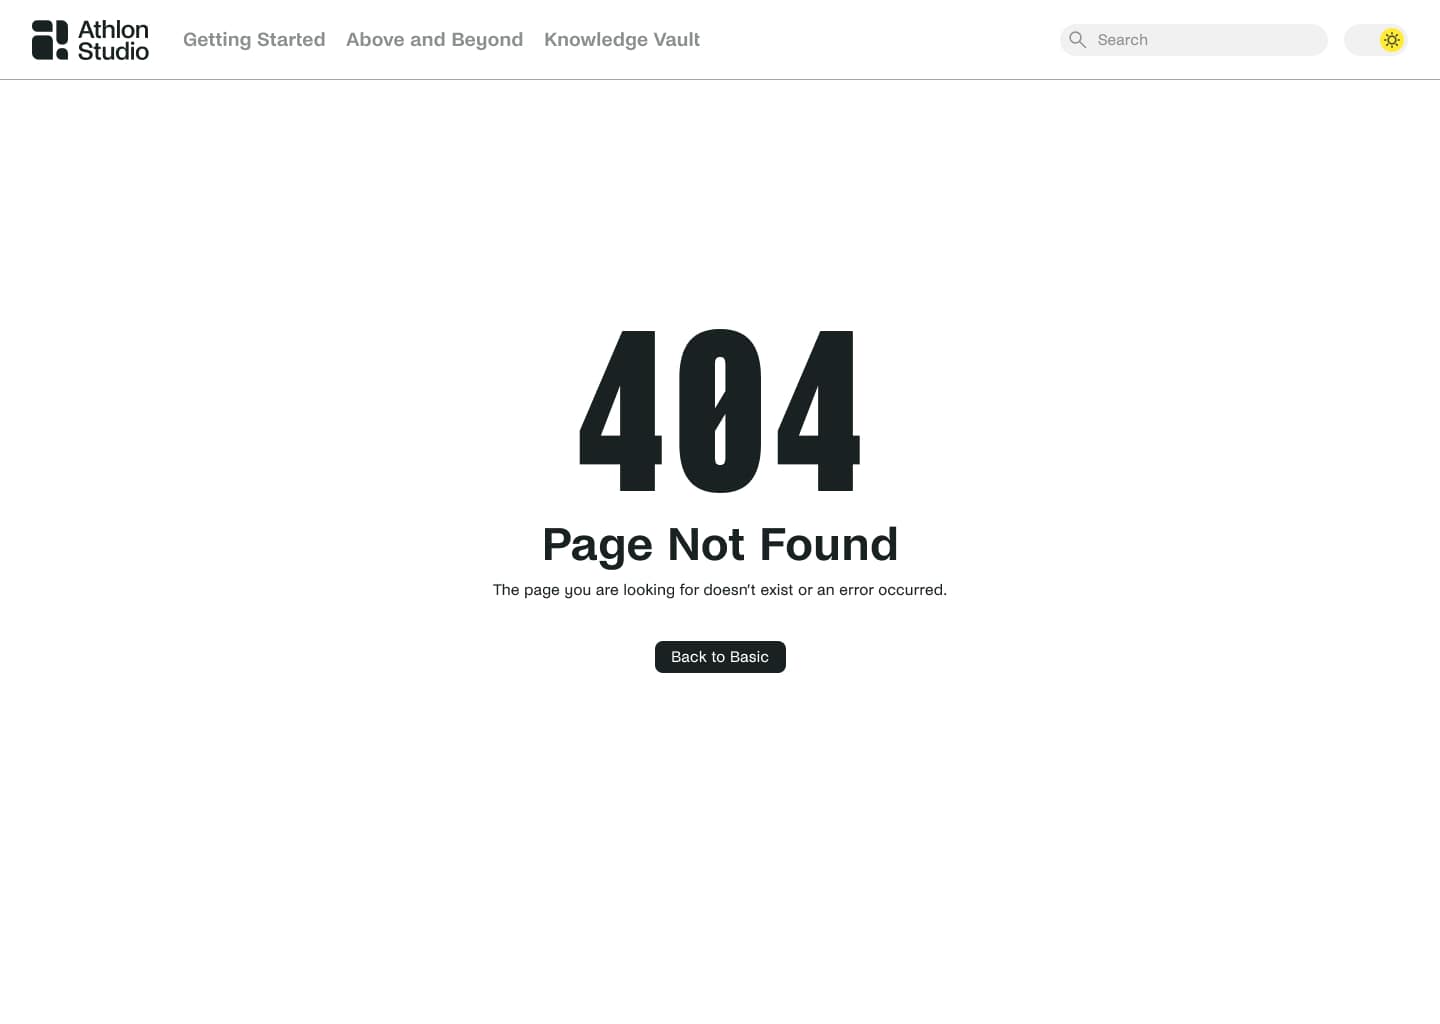 Athlon
Studio
Getting Started
Above and Beyond
Knowledge Vault
Search
404
Page Not Found
The page you are looking for doesn't exist or an error occurred.
Back to Basic